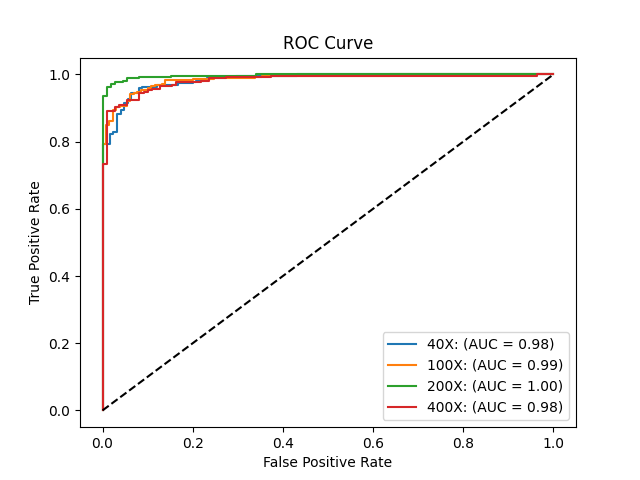 ROC Curve
True Positive Rate
1.0
0.8
0.6
0.4
0.2
0.0
40X: (AUC = 0.98)
100X: (AUC = 0.99)
200X: (AUC = 1.00)
400X: (AUC = 0.98)
0.0 0.2 0.4 0.6 0.8 1.0
False Positive Rate